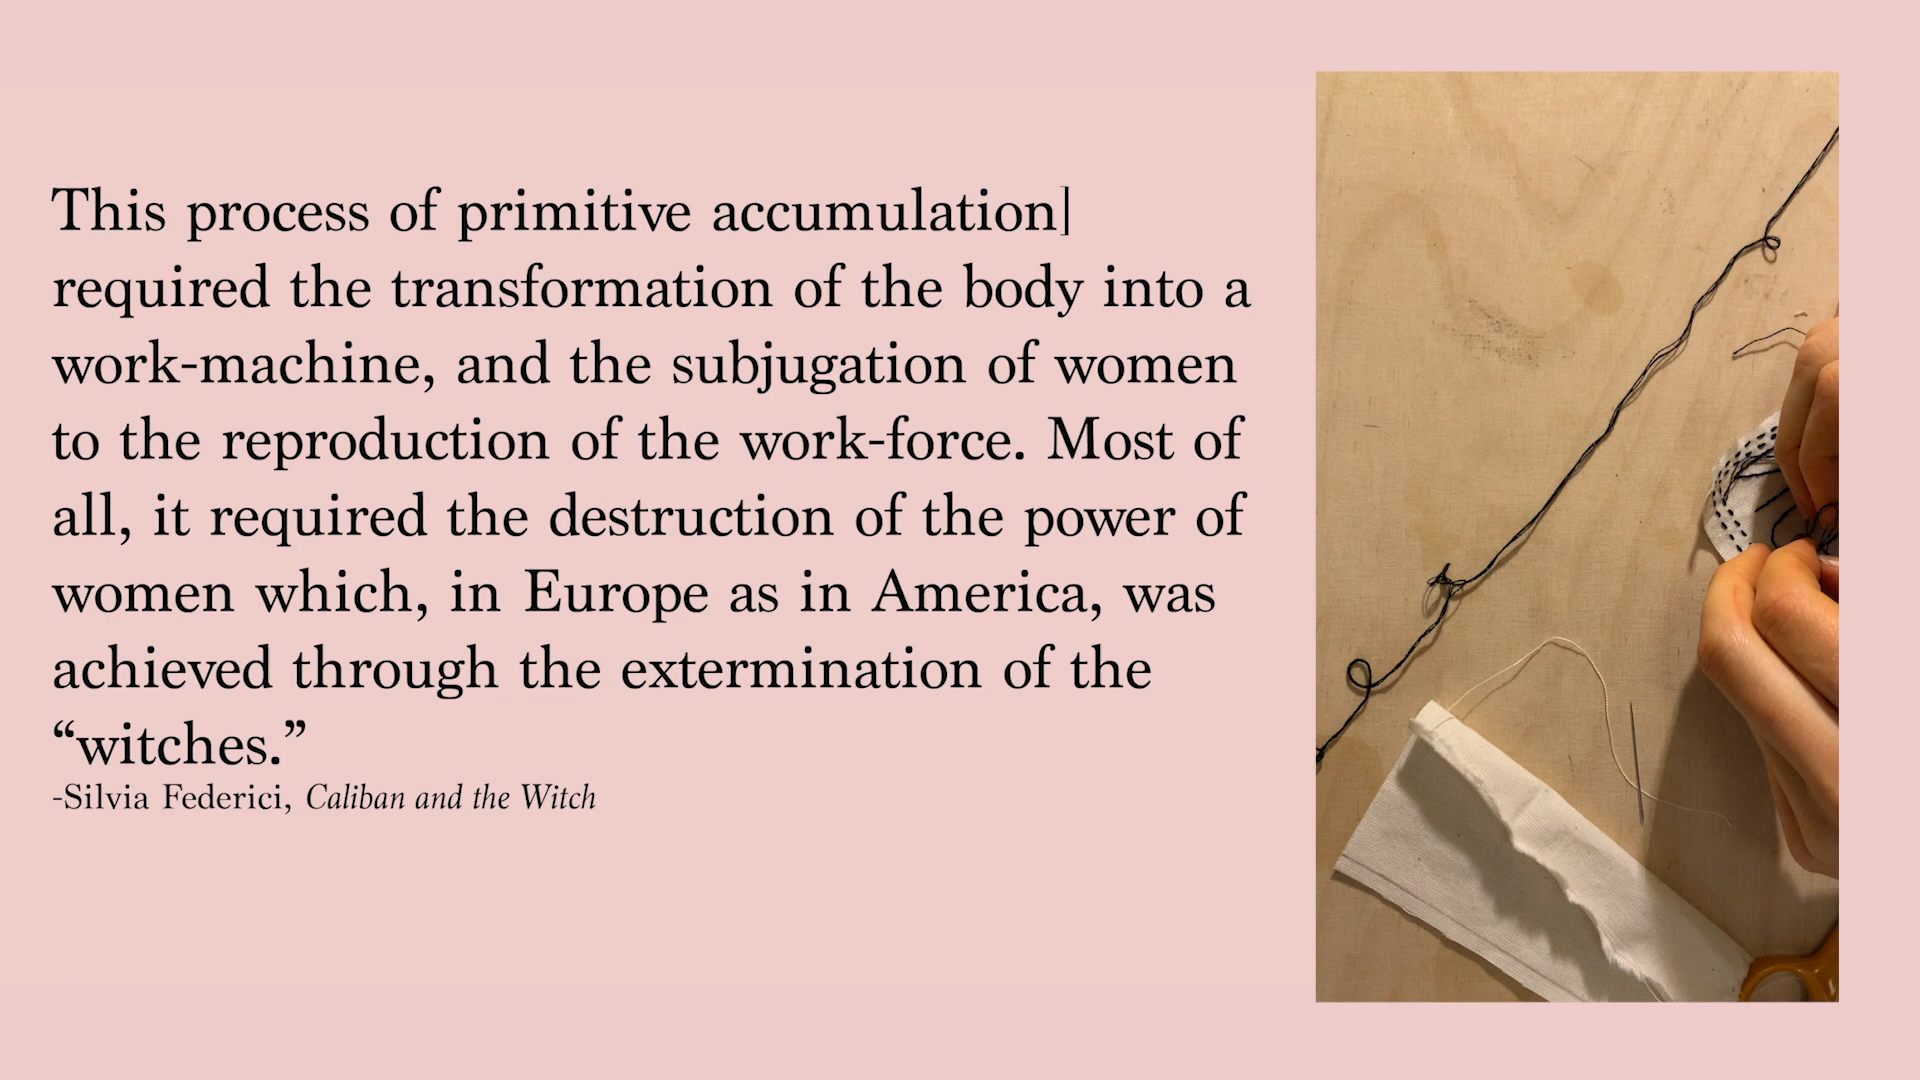 This process of primitive accumulation]
required the transformation of the body into a
work-machine, and the subjugation of women
to the reproduction of the work-force. Most of
all, it required the destruction of the power of
women which, in Europe as in America, was
achieved through the extermination of the
“witches.”
-Silvia Federici, Caliban and the Witch